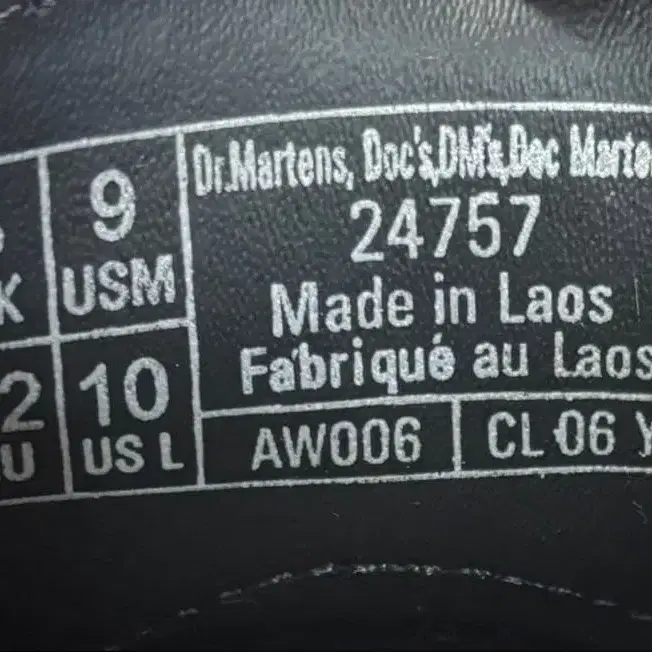 9
USM
10
US L
Dr.Martens, Doc's,DM's,Doc Marte
24757
Made in Laos
Fabriqué au Laos
AW006
CL 06 Y
K
2
U